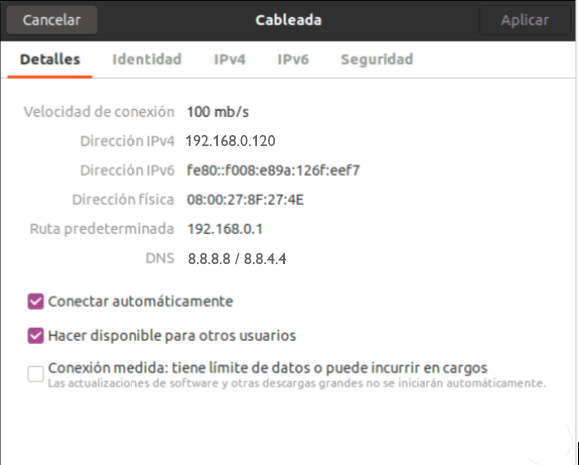 Cancelar Cableada Aplicar
Detalles Identidad IPv4 IPv6 Seguridad
Velocidad de conexión 100 mb/s
Dirección IPv4 192.168.0.120
Dirección IPv6 fe80::f008:e89a:126f:eef7
Dirección física 08:00:27:8F:27:4E
Ruta predeterminada 192.168.0.1
DNS 8.8.8.8 / 8.8.4.4
Conectar automáticamente
Hacer disponible para otros usuarios
Conexión medida: tiene límite de datos o puede incurrir en cargos
Las actualizaciones de software y otras descargas grandes no se iniciarán automáticamente.